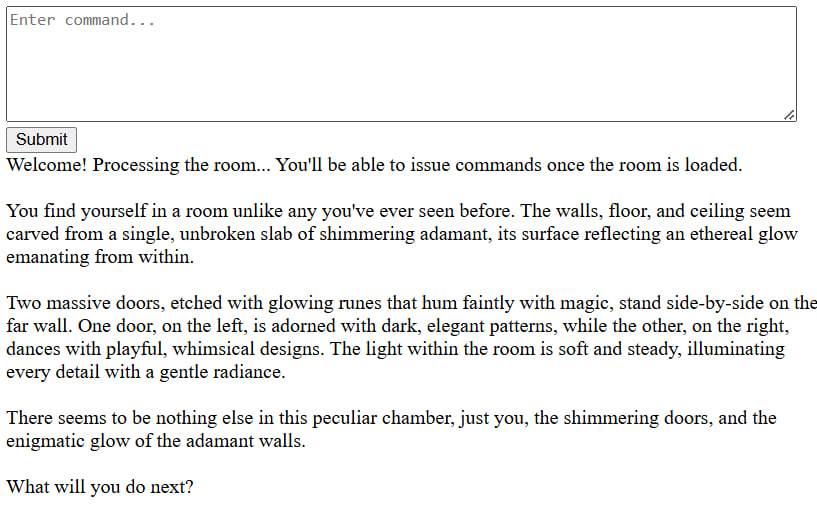 Enter command...
Submit
Welcome! Processing the room... You'll be able to issue commands once the room is loaded.
You find yourself in a room unlike any you've ever seen before. The walls, floor, and ceiling seem
carved from a single, unbroken slab of shimmering adamant, its surface reflecting an ethereal glow
emanating from within.
Two massive doors, etched with glowing runes that hum faintly with magic, stand side-by-side on the
far wall. One door, on the left, is adorned with dark, elegant patterns, while the other, on the right,
dances with playful, whimsical designs. The light within the room is soft and steady, illuminating
every detail with a gentle radiance.
There seems to be nothing else in this peculiar chamber, just you, the shimmering doors, and the
enigmatic glow of the adamant walls.
What will you do next?